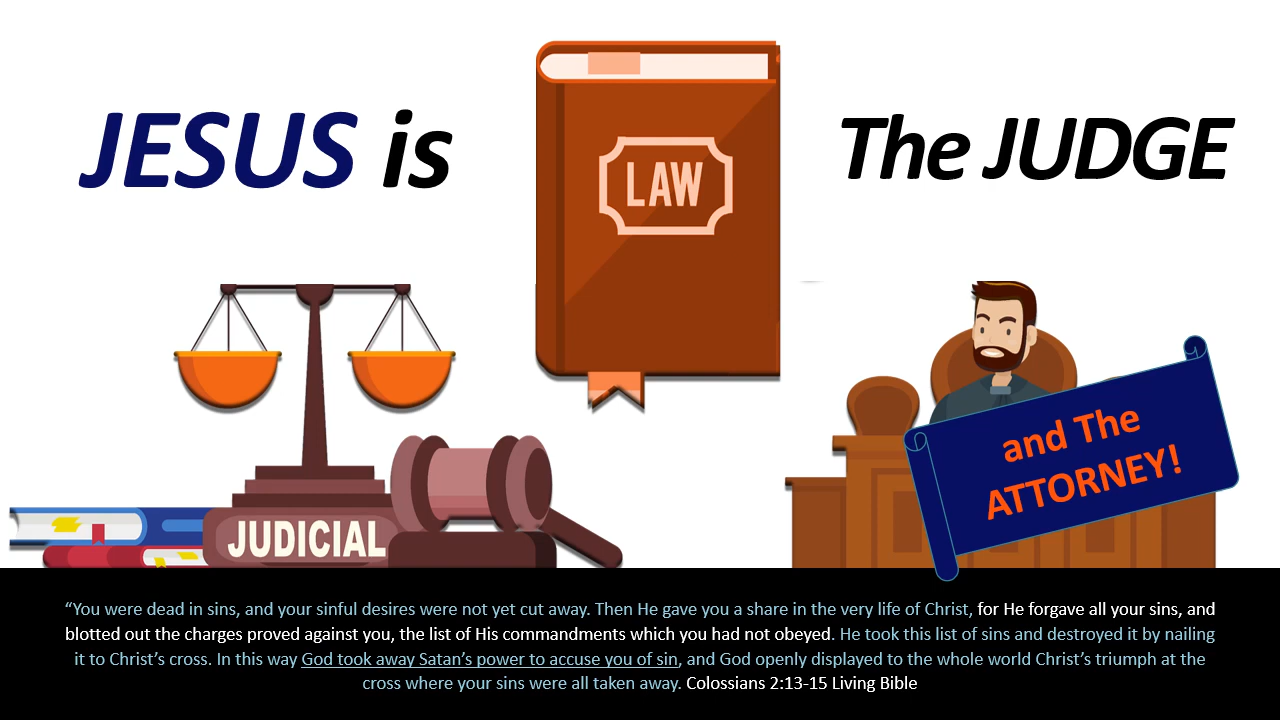 JESUS is
LAW
The JUDGE
and The
ATTORNEY!
JUDICIAL
“You were dead in sins, and your sinful desires were not yet cut away. Then He gave you a share in the very life of Christ, for He forgave all your sins, and
blotted out the charges proved against you, the list of His commandments which you had not obeyed. He took this list of sins and destroyed it by nailing
it to Christ’s cross. In this way God took away Satan’s power to accuse you of sin, and God openly displayed to the whole world Christ’s triumph at the
cross where your sins were all taken away. Colossians 2:13-15 Living Bible